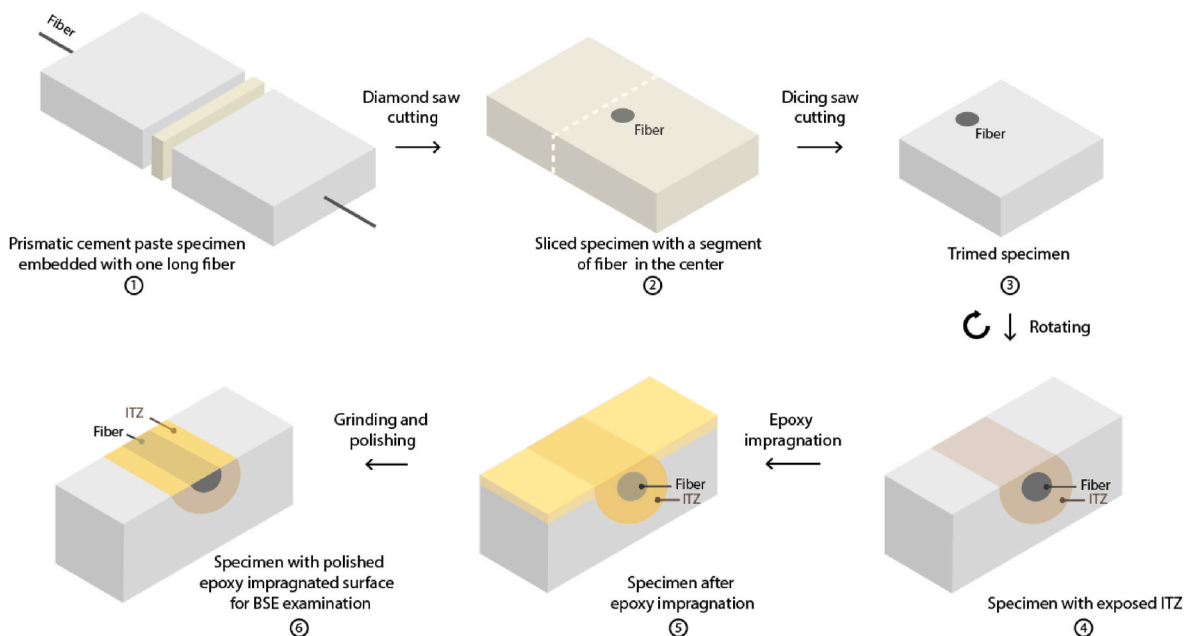 Fiber
Prismatic cement paste specimen
embedded with one long fiber
①
Diamond saw
cutting
Fiber
Sliced specimen with a segment
of fiber in the center
②
Dicing saw
cutting
Fiber
Trimed specimen
③
Rotating
Fiber
ITZ
Specimen with exposed ITZ
④
Epoxy
impragnation
Fiber
ITZ
Specimen after
epoxy impragnation
⑤
Grinding and
polishing
ITZ
Fiber
Specimen with polished
epoxy impragnated surface
for BSE examination
⑥